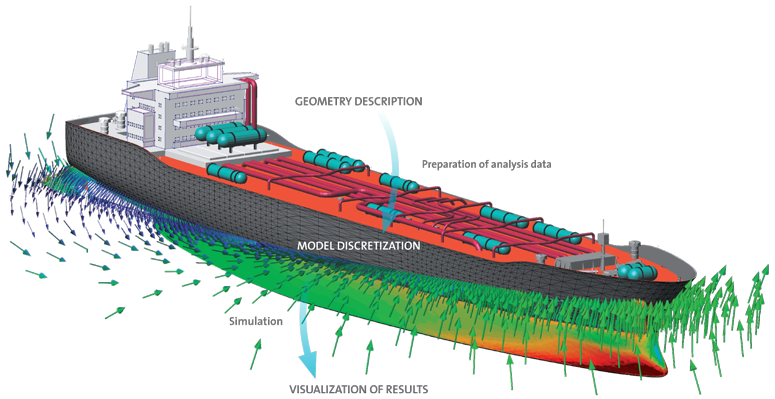 GEOMETRY DESCRIPTION
Preparation of analysis data
MODEL DISCRETIZATION
Simulation
VISUALIZATION OF RESULTS